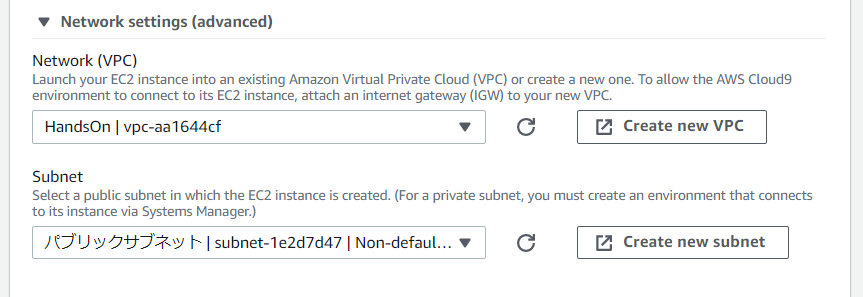 Network settings (advanced)
Network (VPC)
Launch your EC2 instance into an existing Amazon Virtual Private Cloud (VPC) or create a new one. To allow the AWS Cloud9
environment to connect to its EC2 instance, attach an internet gateway (IGW) to your new VPC.
HandsOn | vpc-aa1644cf
Create new VPC
Subnet
Select a public subnet in which the EC2 instance is created. (For a private subnet, you must create an environment that connects
to its instance via Systems Manager.)
パブリックサブネット | subnet-1e2d7d47 | Non-defaul...
Create new subnet